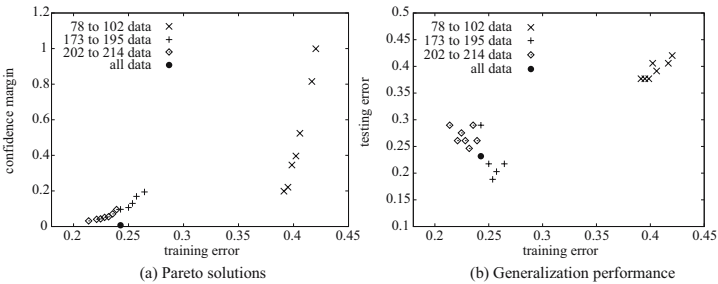 1.2
1
0.8
0.6
0.4
0.2
0
confidence margin
78 to 102 data
173 to 195 data
202 to 214 data
all data
0.2 0.25 0.3 0.35 0.4 0.45
training error
(a) Pareto solutions
0.5
0.45
0.4
0.35
0.3
0.25
0.2
0.15
0.1
testing error
78 to 102 data
173 to 195 data
202 to 214 data
all data
0.2 0.25 0.3 0.35 0.4 0.45
training error
(b) Generalization performance